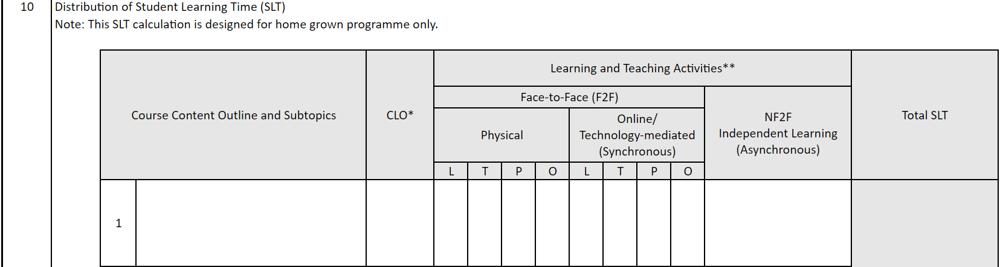 10 Distribution of Student Learning Time (SLT)
Note: This SLT calculation is designed for home grown programme only.
Course Content Outline and Subtopics
CLO*
Learning and Teaching Activities**
Face-to-Face (F2F)
Physical
Online/
Technology-mediated
(Synchronous)
L T P O L T P O
NF2F
Independent Learning
(Asynchronous)
Total SLT
1